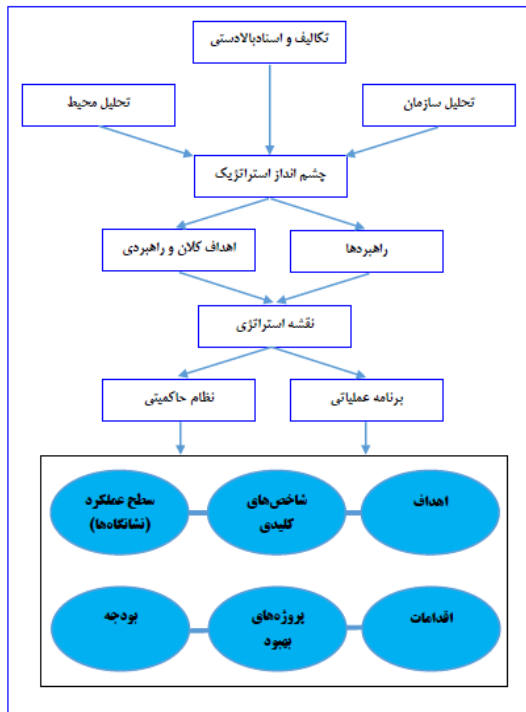 تکالیف و اسنادبالادستی
تحلیل سازمان
تحلیل محیط
چشم انداز استراتژیک
راهبردها
اهداف کلان و راهبردی
نقشه استراتژی
برنامه عملیاتی
نظام حاکمیتی
اهداف
شاخص‌های
کلیدی
سطح عملکرد
(نشانگاه‌ها)
اقدامات
پروژه‌های
بهبود
بودجه